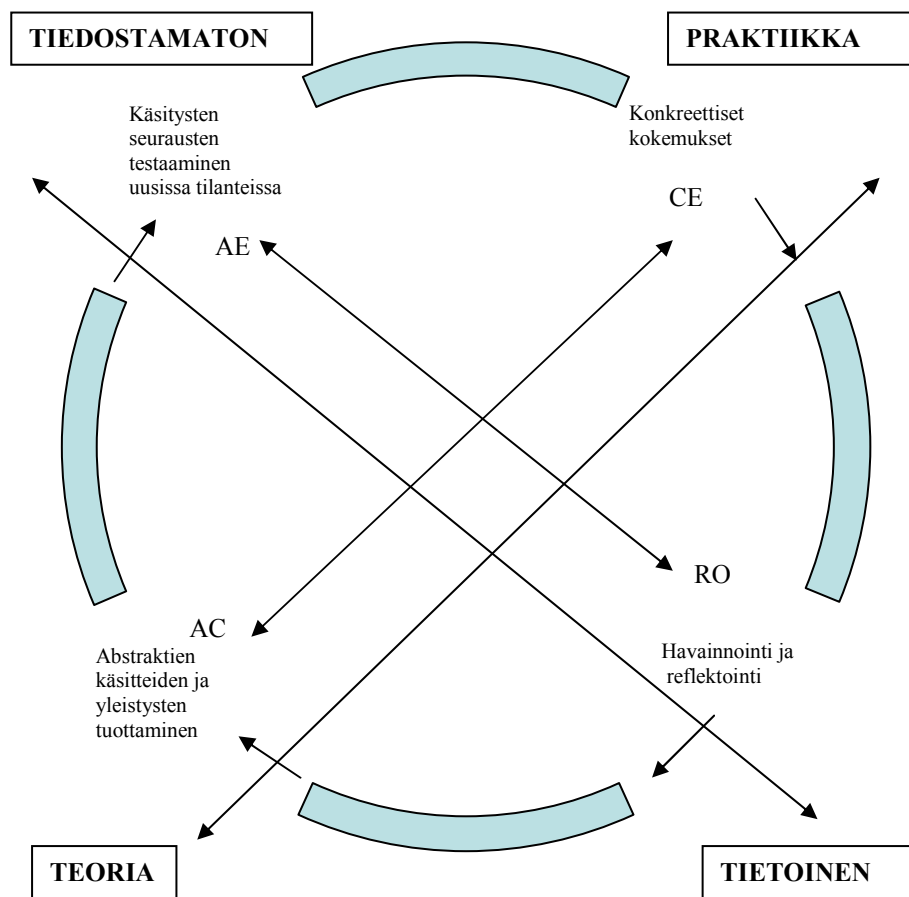 TIEDOSTAMATON
PRAKTIIKKA
Käsitysten
seurausten
testaaminen
uusissa tilanteissa
Konkreettiset
kokemukset
CE
AE
RO
AC
Abstraktien
käsitteiden ja
yleistysten
tuottaminen
Havainnointi ja
reflektointi
TEORIA
TIETOINEN